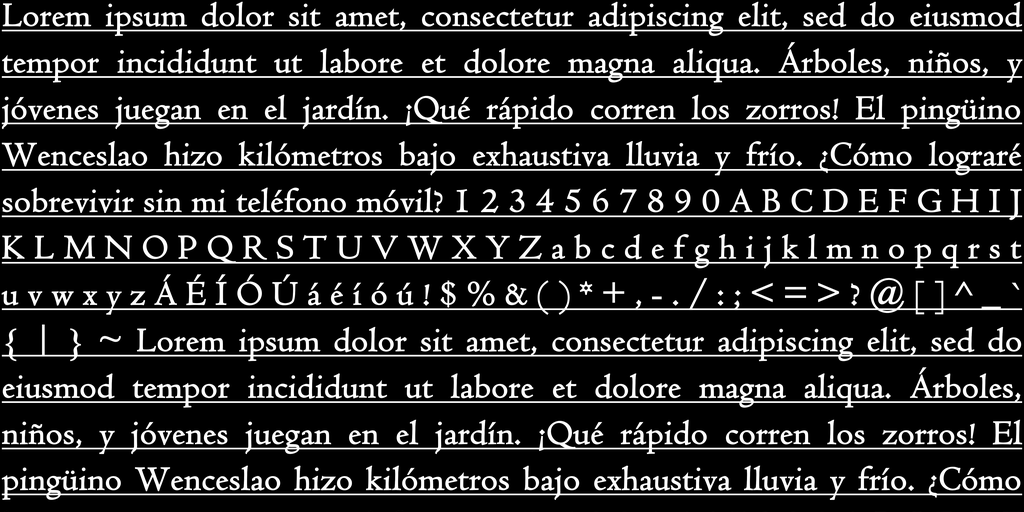 Lorem ipsum dolor sit amet, consectetur adipiscing elit, sed do eiusmod
tempor incididunt ut labore et dolore magna aliqua. Árboles, niños, y
jóvenes juegan en el jardín. ¡Qué rápido corren los zorros! El pingüino
Wenceslao hizo kilómetros bajo exhaustiva lluvia y frío. ¿Cómo lograré
sobrevivir sin mi teléfono móvil? 1 2 3 4 5 6 7 8 9 0 A B C D E F G H I J
K L M N O P Q R S T U V W X Y Z a b c d e f g h i j k l m n o p q r s t
u v w x y z Á É Í Ó Ú á é í ó ú ! $ % & ( ) * + , - . / : ; < = > ? @ [ ] ^ _ `
{ | } ~ Lorem ipsum dolor sit amet, consectetur adipiscing elit, sed do
eiusmod tempor incididunt ut labore et dolore magna aliqua. Árboles,
niños, y jóvenes juegan en el jardín. ¡Qué rápido corren los zorros! El
pingüino Wenceslao hizo kilómetros bajo exhaustiva lluvia y frío. ¿Cómo